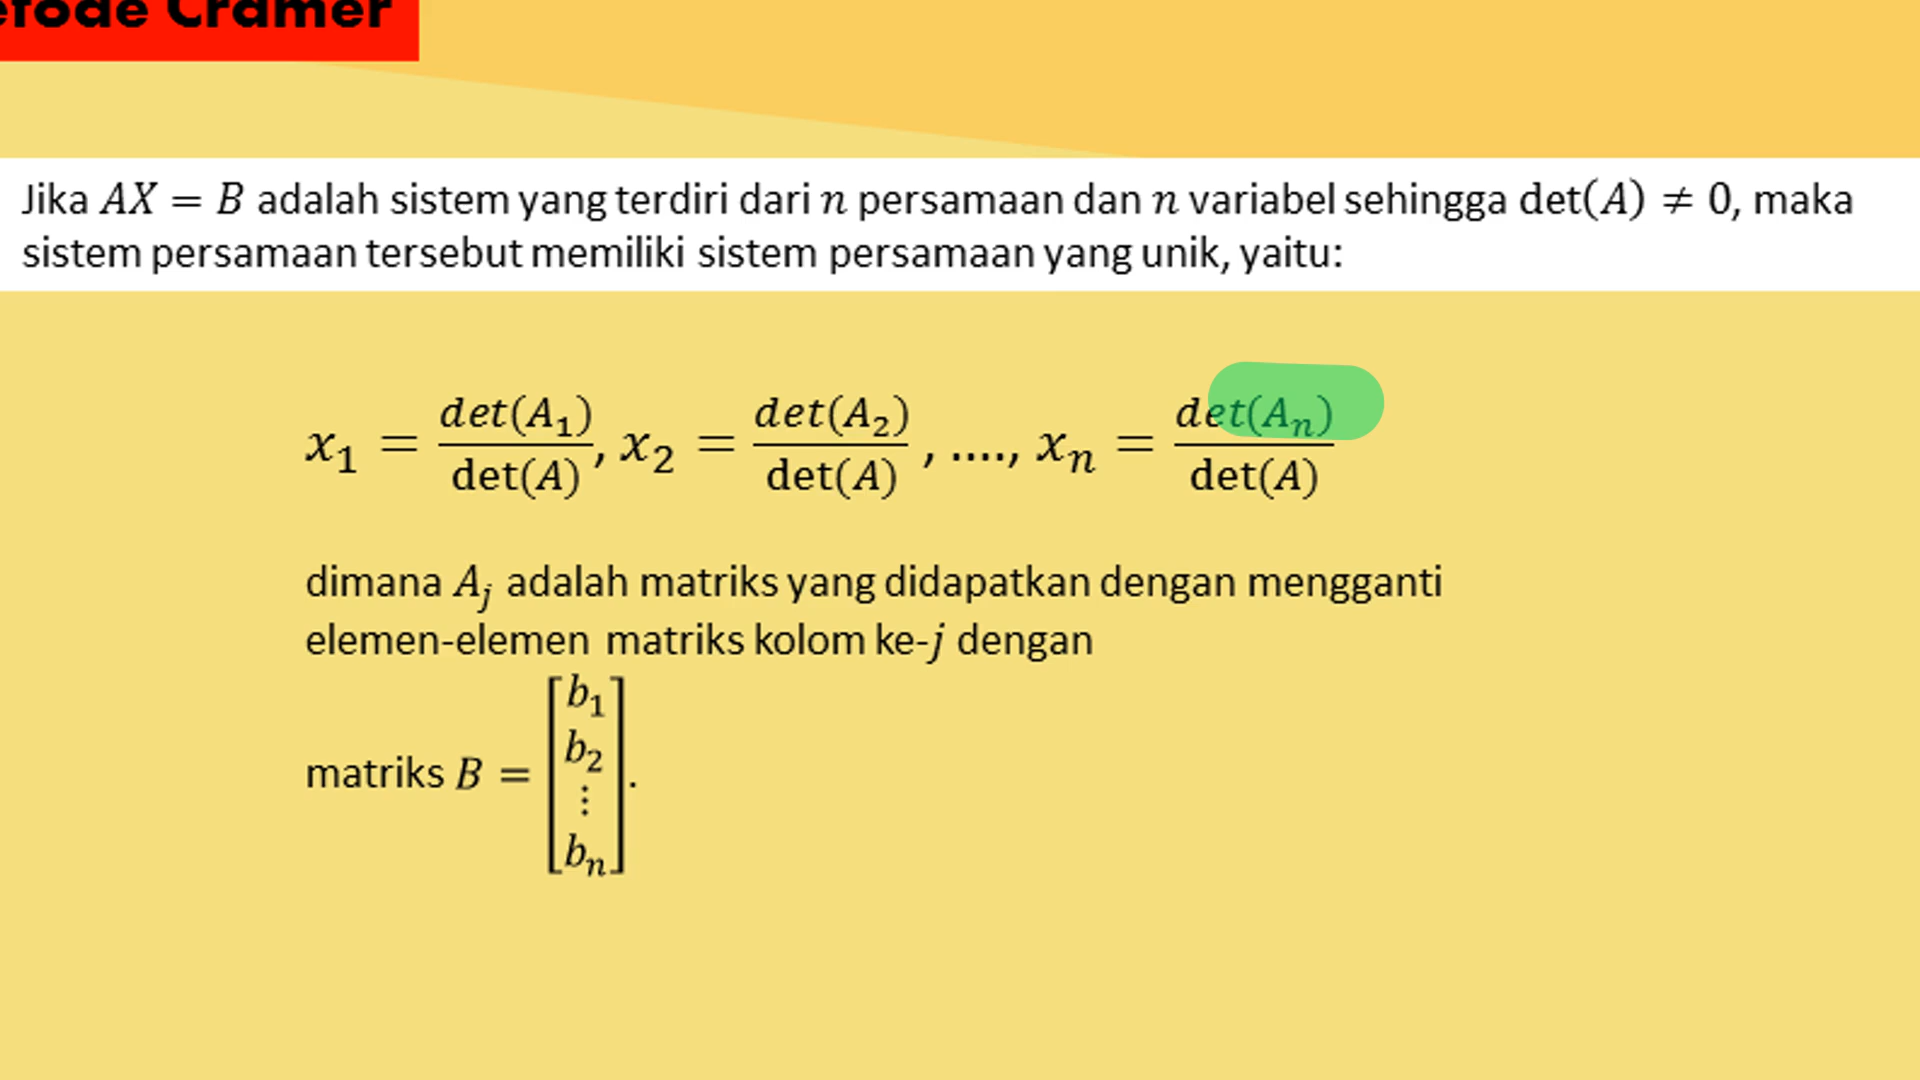 etode Cramer
Jika AX = B adalah sistem yang terdiri dari n persamaan dan n variabel sehingga det(A) ≠ 0, maka
sistem persamaan tersebut memiliki sistem persamaan yang unik, yaitu:
x₁ = det(A₁)/det(A), x₂ = det(A₂)/det(A), ...., xₙ = det(Aₙ)/det(A)
dimana Aⱼ adalah matriks yang didapatkan dengan mengganti
elemen-elemen matriks kolom ke-j dengan
matriks B = [b₁ b₂ ⋮ bₙ].